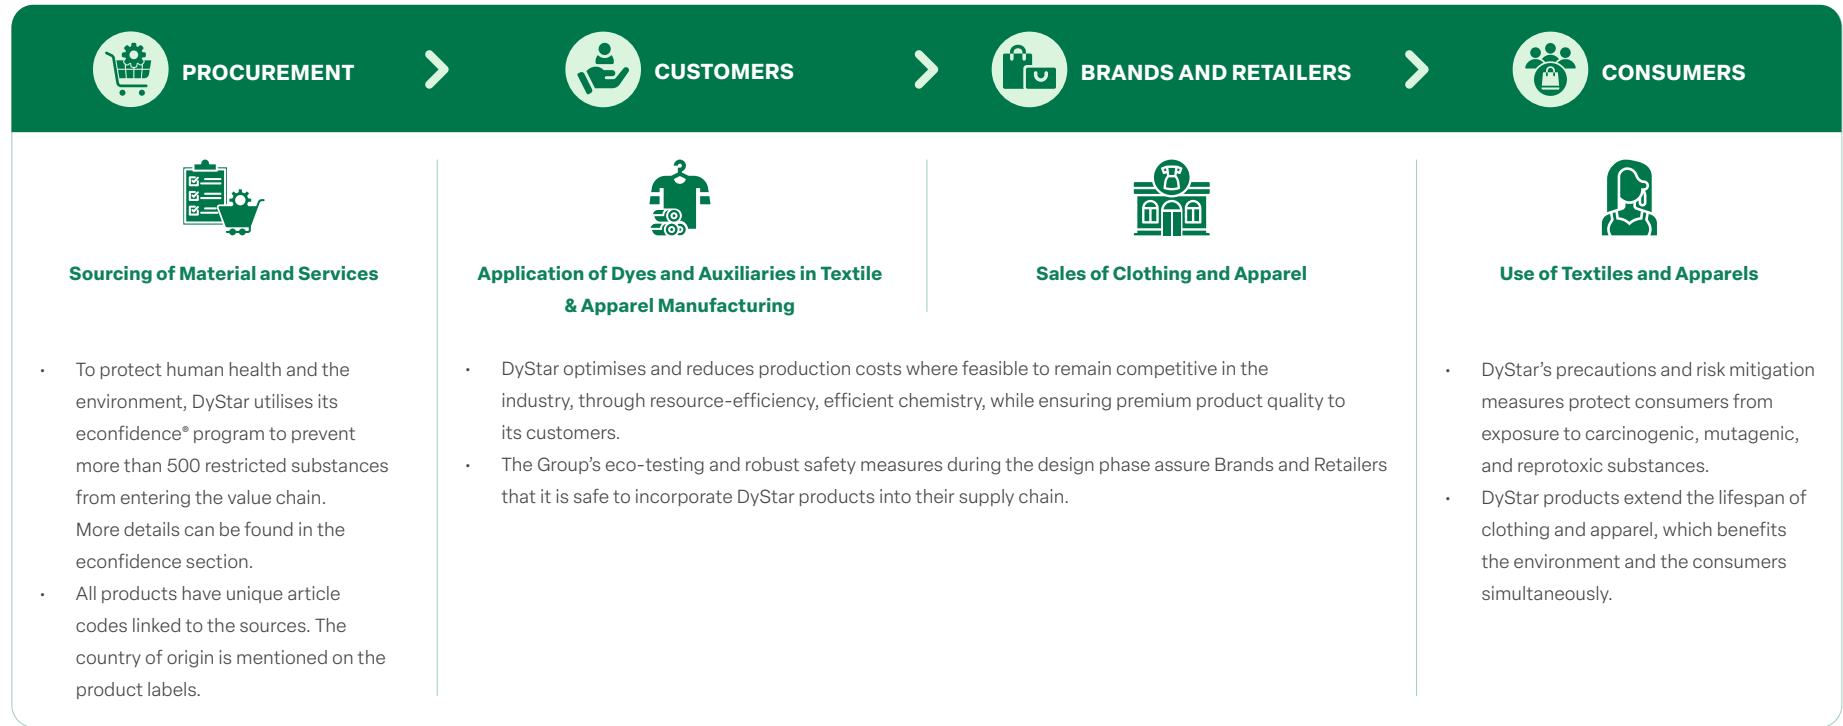 PROCUREMENT
CUSTOMERS
BRANDS AND RETAILERS
CONSUMERS
Sourcing of Material and Services
Application of Dyes and Auxiliaries in Textile
& Apparel Manufacturing
Sales of Clothing and Apparel
Use of Textiles and Apparels
• To protect human health and the
environment, DyStar utilises its
econfidence® program to prevent
more than 500 restricted substances
from entering the value chain.
More details can be found in the
econfidence section.
• All products have unique article
codes linked to the sources. The
country of origin is mentioned on the
product labels.
• DyStar optimises and reduces production costs where feasible to remain competitive in the
industry, through resource-efficiency, efficient chemistry, while ensuring premium product quality to
its customers.
• The Group's eco-testing and robust safety measures during the design phase assure Brands and Retailers
that it is safe to incorporate DyStar products into their supply chain.
• DyStar's precautions and risk mitigation
measures protect consumers from
exposure to carcinogenic, mutagenic,
and reprotoxic substances.
• DyStar products extend the lifespan of
clothing and apparel, which benefits
the environment and the consumers
simultaneously.